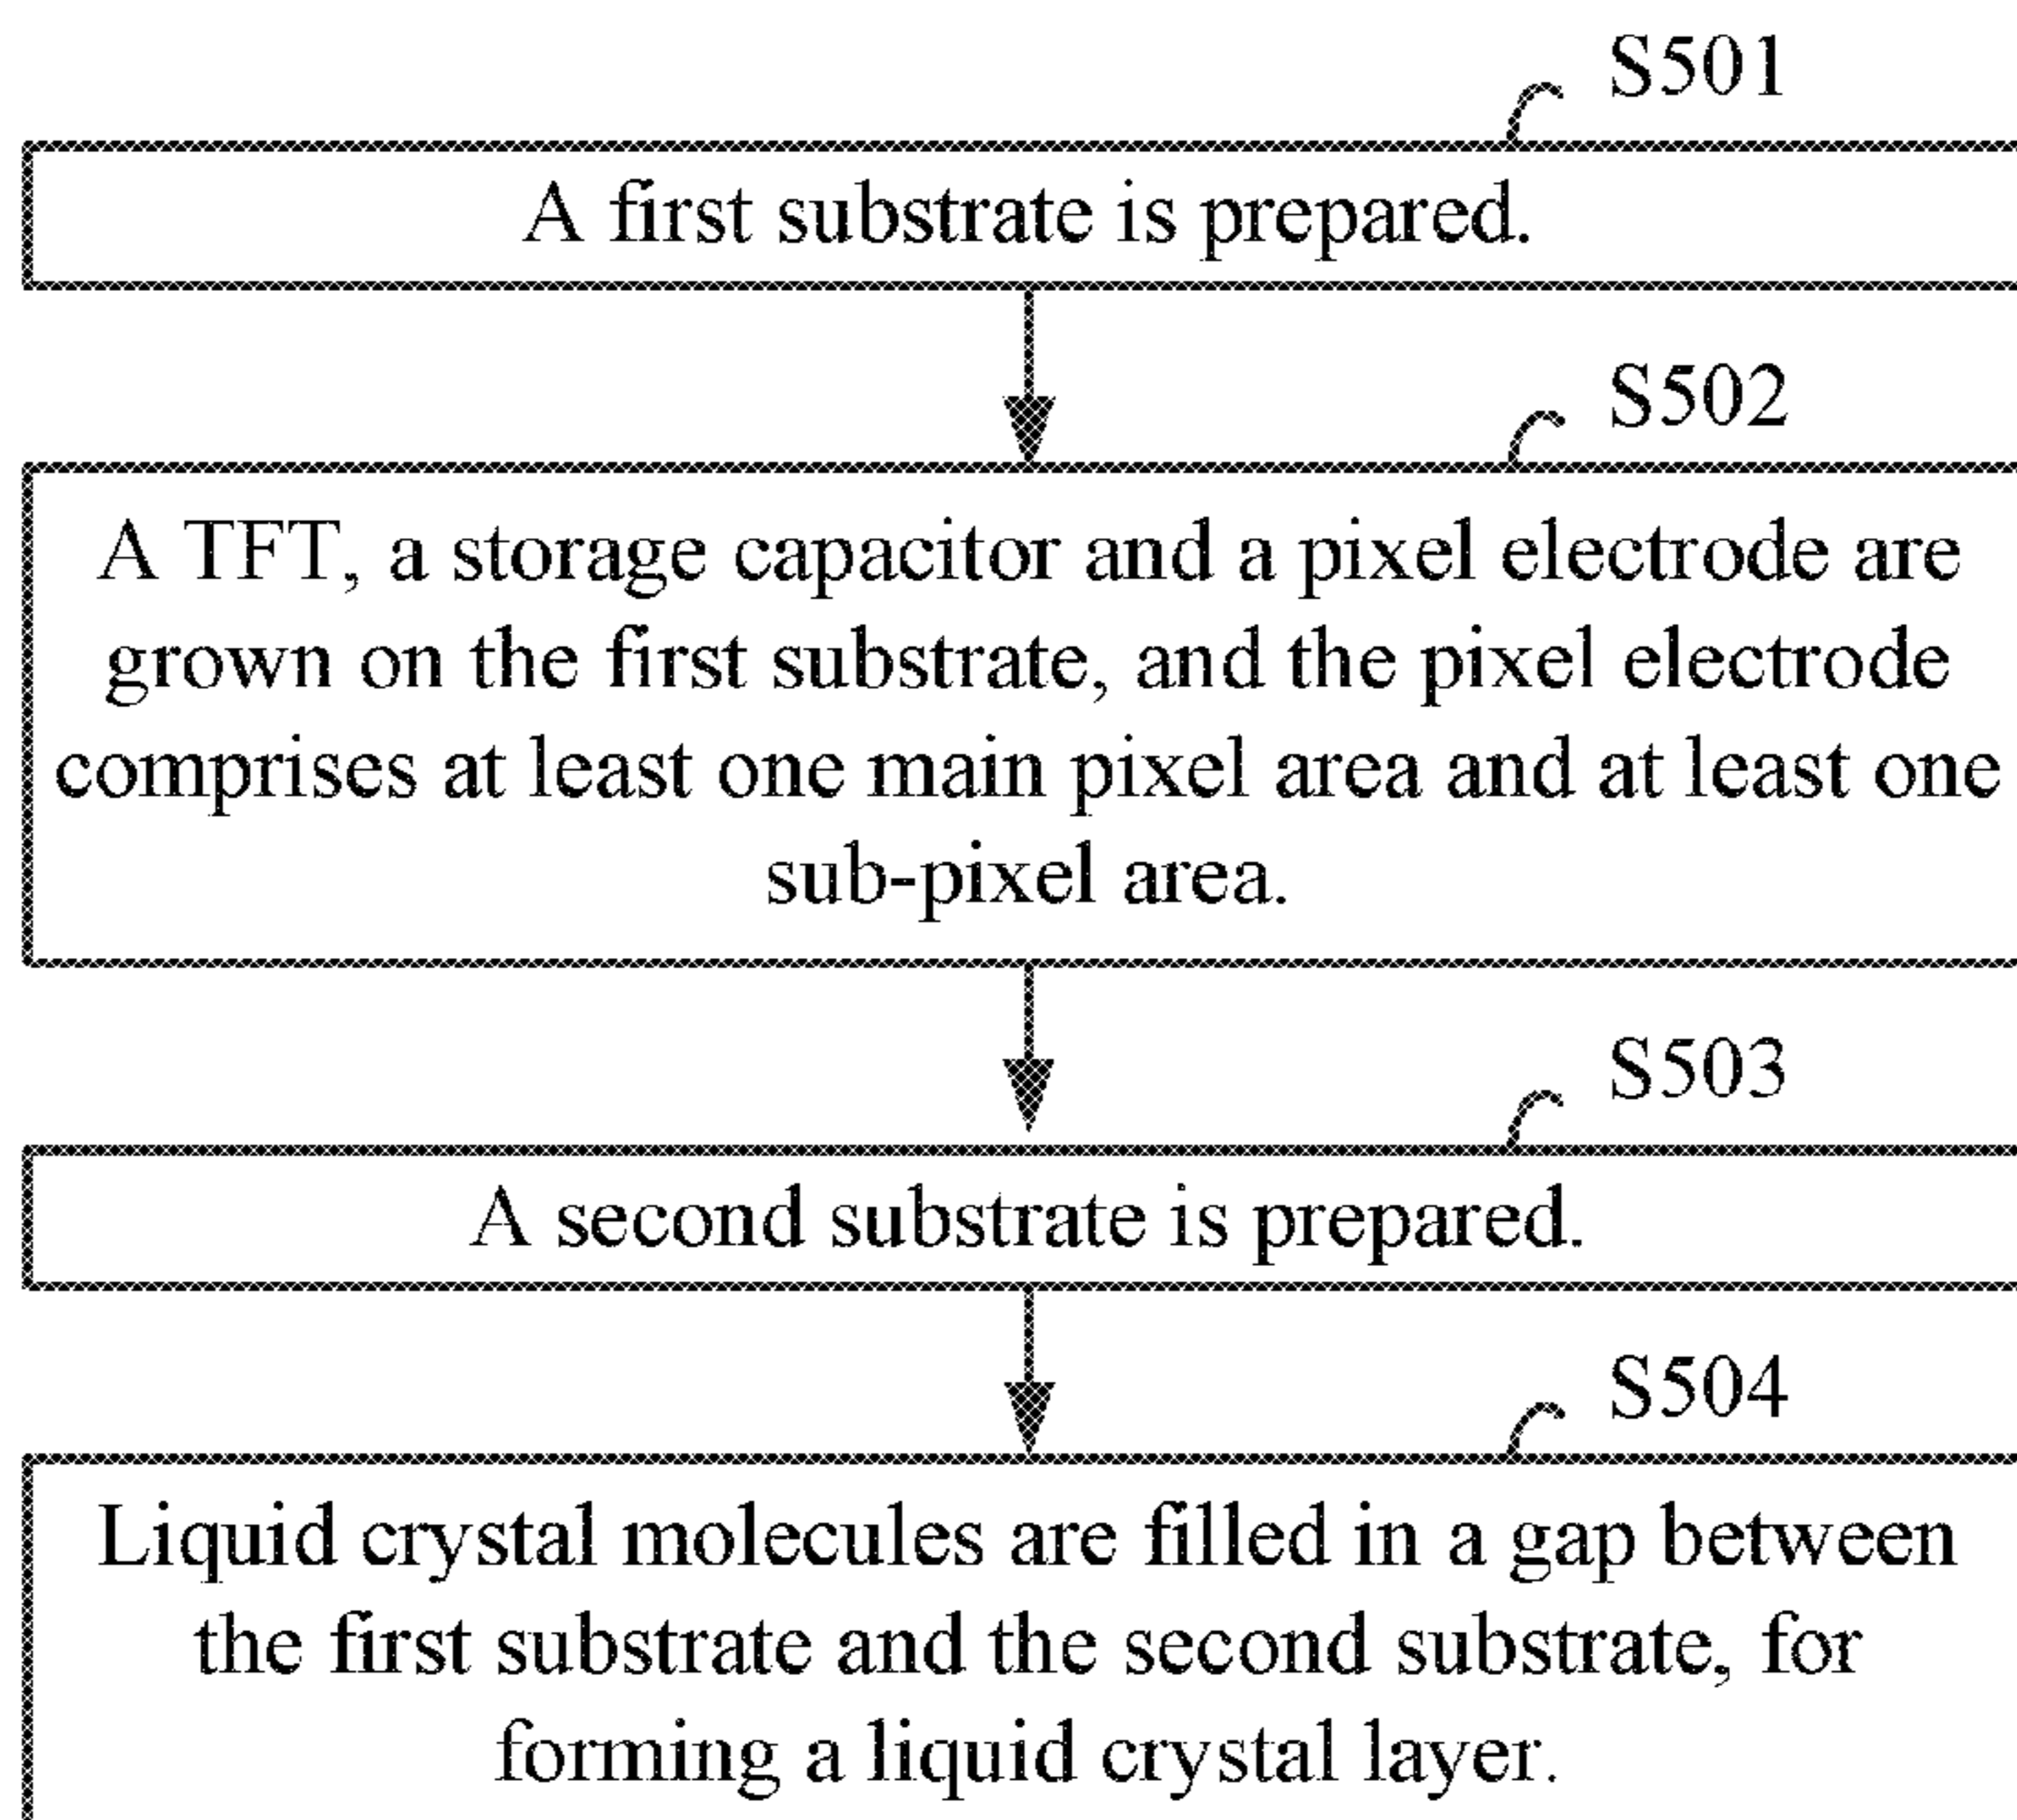 S501
A first substrate is prepared.
S502
A TFT, a storage capacitor and a pixel electrode are
grown on the first substrate, and the pixel electrode
comprises at least one main pixel area and at least one
sub-pixel area.
S503
A second substrate is prepared.
S504
Liquid crystal molecules are filled in a gap between
the first substrate and the second substrate, for
forming a liquid crystal layer.